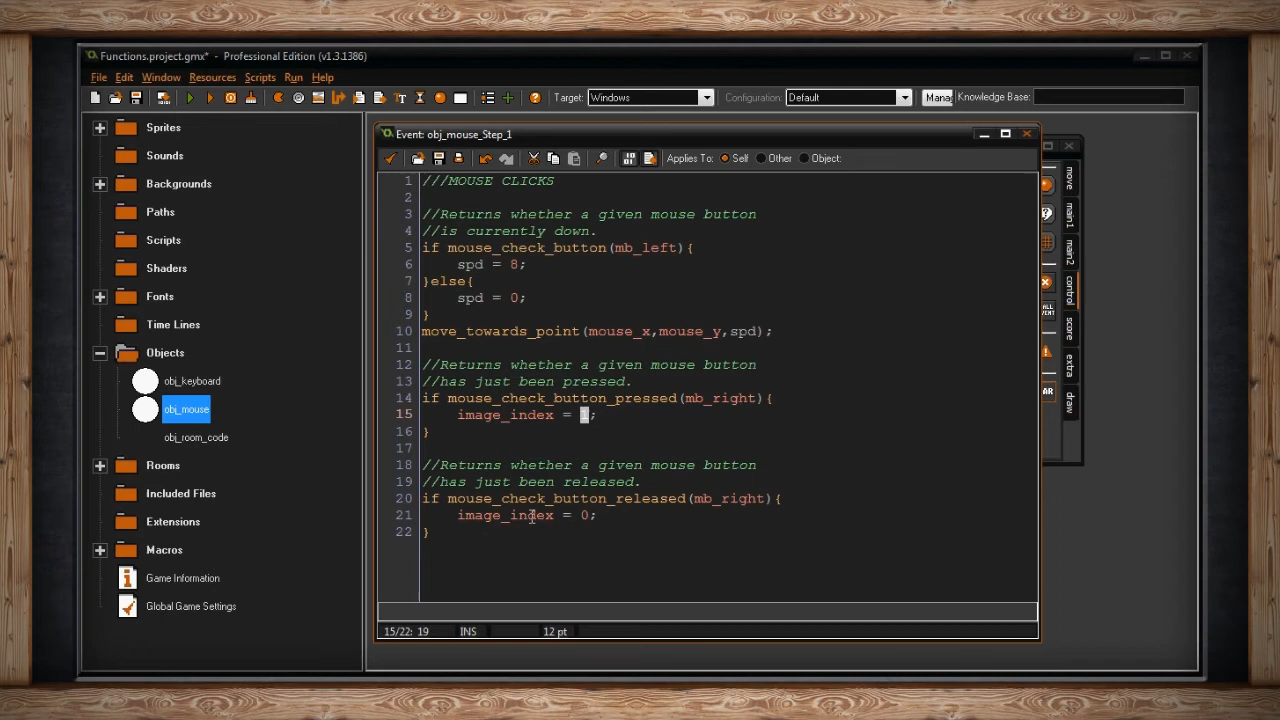 Functions.project.gmx* - Professional Edition (v1.3.1386)
File Edit Window Resources Scripts Run Help
Target: Windows Configuration: Default Manag Knowledge Base:
Sprites
Sounds
Backgrounds
Paths
Scripts
Shaders
Fonts
Time Lines
Objects
obj_keyboard
obj_mouse
obj_room_code
Rooms
Included Files
Extensions
Macros
Game Information
Global Game Settings
Event: obj_mouse_Step_1
Applies To: Self Other Object:
1 ///MOUSE CLICKS
2
3 //Returns whether a given mouse button
4 //is currently down.
5 if mouse_check_button(mb_left){
6 spd = 8;
7 }else{
8 spd = 0;
9 }
10 move_towards_point(mouse_x,mouse_y,spd);
11
12 //Returns whether a given mouse button
13 //has just been pressed.
14 if mouse_check_button_pressed(mb_right){
15 image_index = 1;
16 }
17
18 //Returns whether a given mouse button
19 //has just been released.
20 if mouse_check_button_released(mb_right){
21 image_index = 0;
22 }
15/22: 19 INS 12 pt
move
main1
main2
control
score
extra
draw
ALL
AR